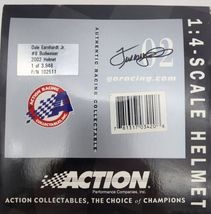 Dale Earnhardt Jr.
#8 Budweiser
2002 Helmet
1 of 3,948
P/N 102511
AUTHENTIC RACING COLLECTABLE
02
goracing.com
1:4-SCALE HELMET
ACTION
RACING
COLLECTABLES
ACTION
Performance Companies, Inc.
ACTION COLLECTABLES, THE CHOICE of CHAMPIONS